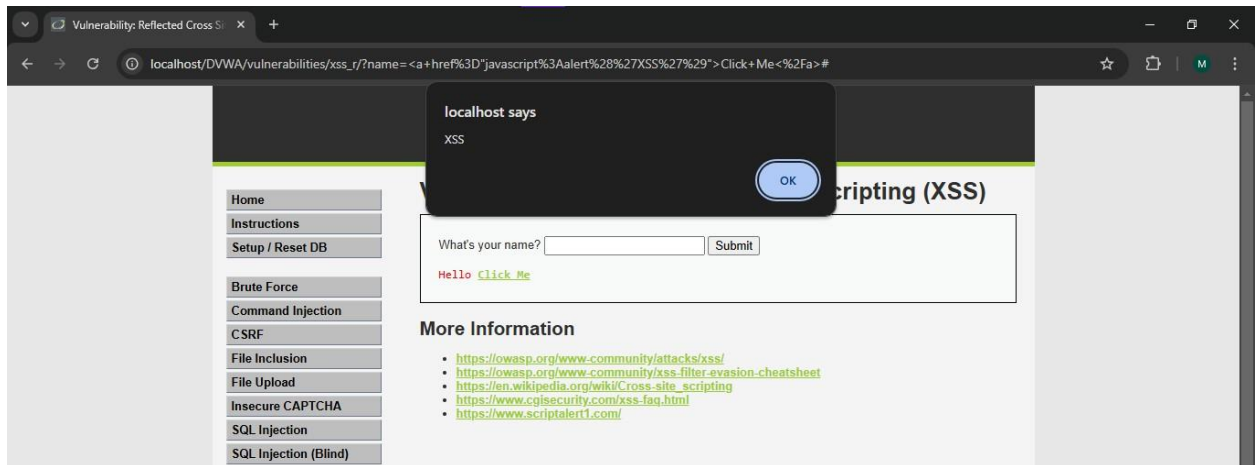 Vulnerability: Reflected Cross S
localhost/DVWA/vulnerabilities/xss_r/?name=<a+href%3D"javascript%3Aalert%28%27XSS%27%29">Click+Me<%2Fa>#
M
localhost says
XSS
OK
V
cripting (XSS)
Home
Instructions
Setup / Reset DB
Brute Force
Command Injection
CSRF
File Inclusion
File Upload
Insecure CAPTCHA
SQL Injection
SQL Injection (Blind)
What's your name?
Submit
Hello Click Me
More Information
https://owasp.org/www-community/attacks/xss/
https://owasp.org/www-community/xss-filter-evasion-cheatsheet
https://en.wikipedia.org/wiki/Cross-site_scripting
https://www.cgisecurity.com/xss-faq.html
https://www.scriptalert1.com/